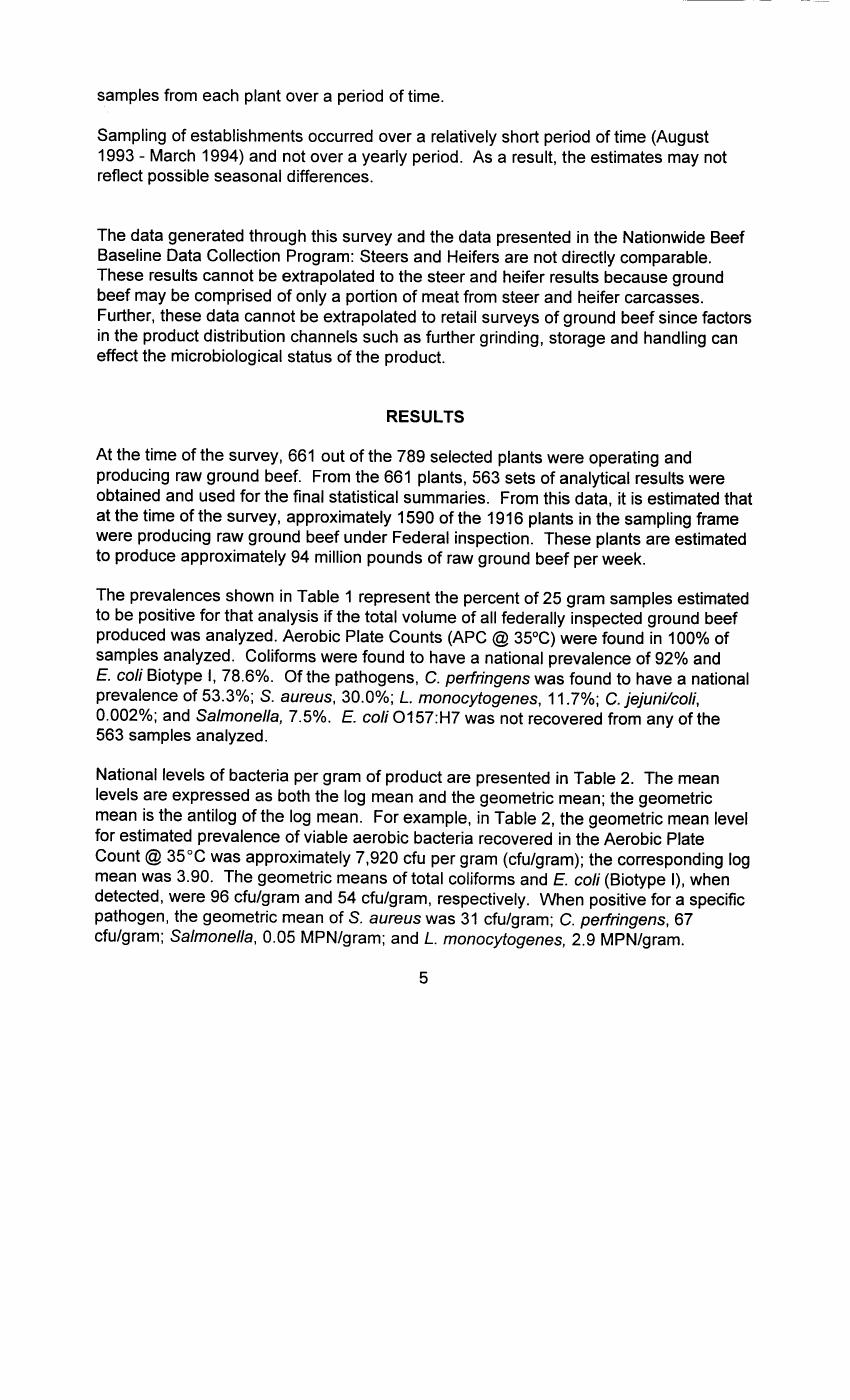 samples from each plant over a period of time.
Sampling of establishments occurred over a relatively short period of time (August
1993 - March 1994) and not over a yearly period. As a result, the estimates may not
reflect possible seasonal differences.
The data generated through this survey and the data presented in the Nationwide Beef
Baseline Data Collection Program: Steers and Heifers are not directly comparable.
These results cannot be extrapolated to the steer and heifer results because ground
beef may be comprised of only a portion of meat from steer and heifer carcasses.
Further, these data cannot be extrapolated to retail surveys of ground beef since factors
in the product distribution channels such as further grinding, storage and handling can
effect the microbiological status of the product.
RESULTS
At the time of the survey, 661 out of the 789 selected plants were operating and
producing raw ground beef. From the 661 plants, 563 sets of analytical results were
obtained and used for the final statistical summaries. From this data, it is estimated that
at the time of the survey, approximately 1590 of the 1916 plants in the sampling frame
were producing raw ground beef under Federal inspection. These plants are estimated
to produce approximately 94 million pounds of raw ground beef per week.
The prevalences shown in Table 1 represent the percent of 25 gram samples estimated
to be positive for that analysis if the total volume of all federally inspected ground beef
produced was analyzed. Aerobic Plate Counts (APC @ 35°C) were found in 100% of
samples analyzed. Coliforms were found to have a national prevalence of 92% and
E. coli Biotype I, 78.6%. Of the pathogens, C. perfringens was found to have a national
prevalence of 53.3%; S. aureus, 30.0%; L. monocytogenes, 11.7%; C. jejuni/coli,
0.002%; and Salmonella, 7.5%. E. coli O157:H7 was not recovered from any of the
563 samples analyzed.
National levels of bacteria per gram of product are presented in Table 2. The mean
levels are expressed as both the log mean and the geometric mean; the geometric
mean is the antilog of the log mean. For example, in Table 2, the geometric mean level
for estimated prevalence of viable aerobic bacteria recovered in the Aerobic Plate
Count @ 35°C was approximately 7,920 cfu per gram (cfu/gram); the corresponding log
mean was 3.90. The geometric means of total coliforms and E. coli (Biotype I), when
detected, were 96 cfu/gram and 54 cfu/gram, respectively. When positive for a specific
pathogen, the geometric mean of S. aureus was 31 cfu/gram; C. perfringens, 67
cfu/gram; Salmonella, 0.05 MPN/gram; and L. monocytogenes, 2.9 MPN/gram.
5